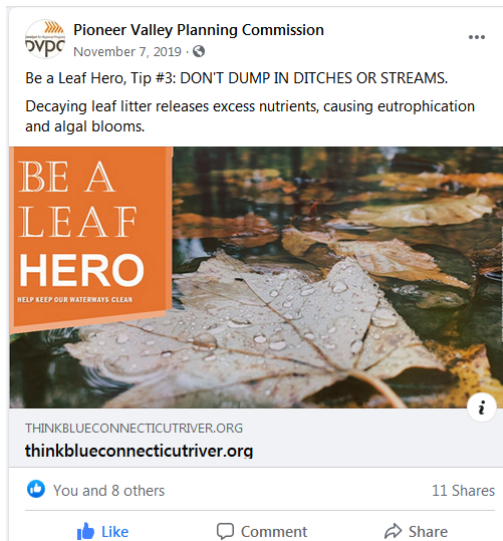 Pioneer Valley Planning Commission
pvpc
November 7, 2019 ·
Be a Leaf Hero, Tip #3: DON'T DUMP IN DITCHES OR STREAMS.
Decaying leaf litter releases excess nutrients, causing eutrophication
and algal blooms.
BE A
LEAF
HERO
HELP KEEP OUR WATERWAYS CLEAR
i
THINKBLUECONNECTICUTRIVER.ORG
thinkblueconnecticutriver.org
You and 8 others 11 Shares
Like Comment Share